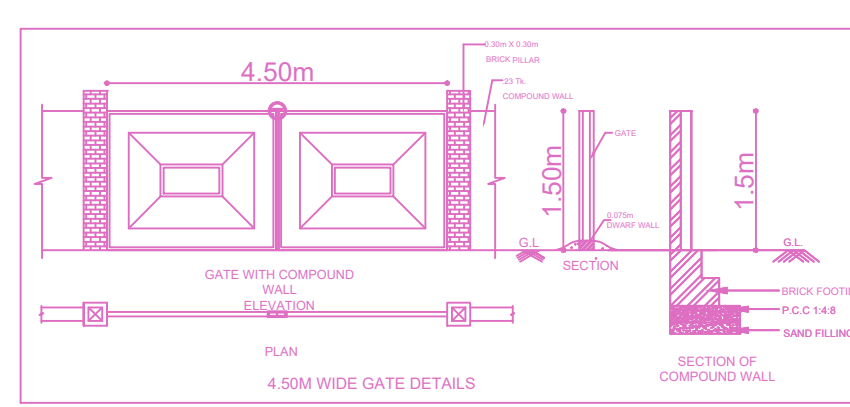 4.50m
0.30m X 0.30m
BRICK PILLAR
.23 Tk.
COMPOUND WALL
GATE
1.50m
1.5m
0.075m
DWARF WALL
G.L
G.L.
SECTION
GATE WITH COMPOUND
WALL
ELEVATION
BRICK FOOTIN
P.C.C 1:4:8
SAND FILLING
PLAN
SECTION OF
COMPOUND WALL
4.50M WIDE GATE DETAILS